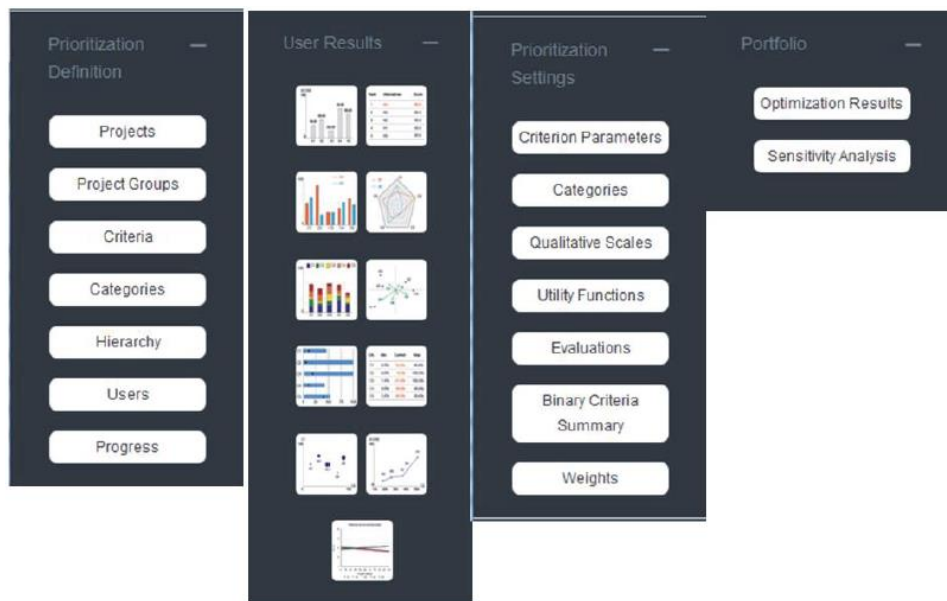 Prioritization
Definition
Projects
Project Groups
Criteria
Categories
Hierarchy
Users
Progress
User Results
Prioritization
Settings
Criterion Parameters
Categories
Qualitative Scales
Utility Functions
Evaluations
Binary Criteria
Summary
Weights
Portfolio
Optimization Results
Sensitivity Analysis